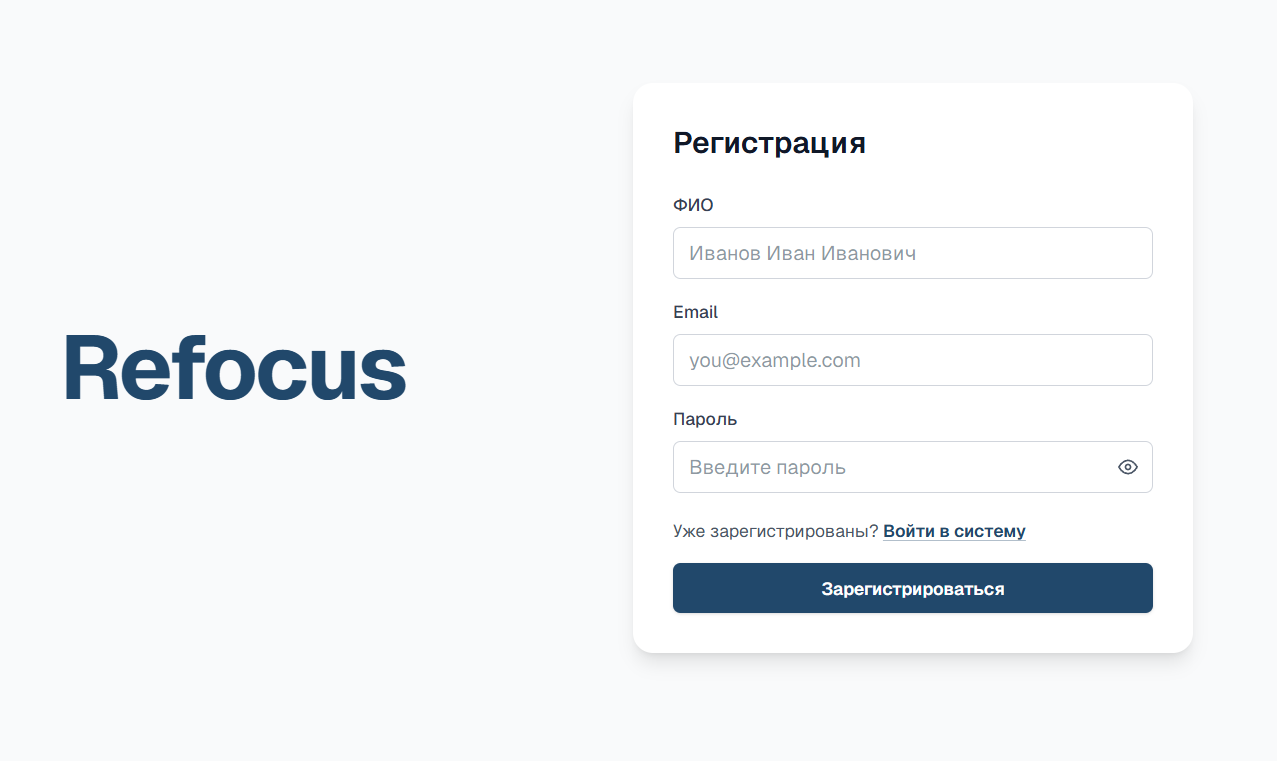 Refocus
Регистрация
ФИО
Иванов Иван Иванович
Email
you@example.com
Пароль
Введите пароль
Уже зарегистрированы? Войти в систему
Зарегистрироваться